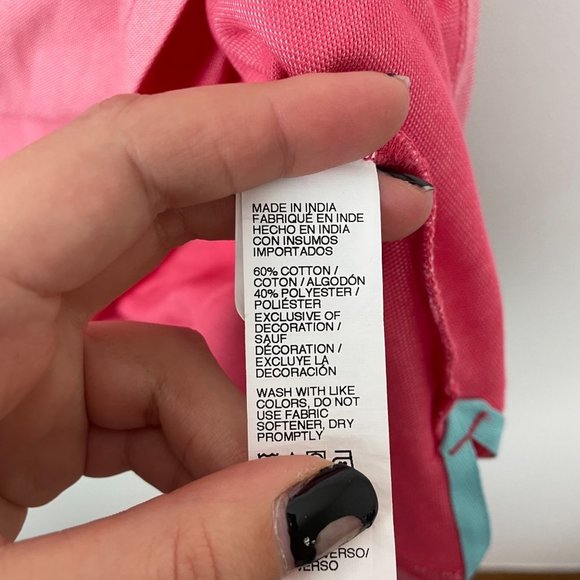 MADE IN INDIA
FABRIQUÉ EN INDE
HECHO EN INDIA
CON INSUMOS
IMPORTADOS
60% COTTON /
COTON / ALGODÓN
40% POLYESTER /
POLIÉSTER
EXCLUSIVE OF
DECORATION /
SAUF
DÉCORATION /
EXCLUYE LA
DECORACIÓN
WASH WITH LIKE
COLORS, DO NOT
USE FABRIC
SOFTENER, DRY
PROMPTLY
VERSO/
VERSO